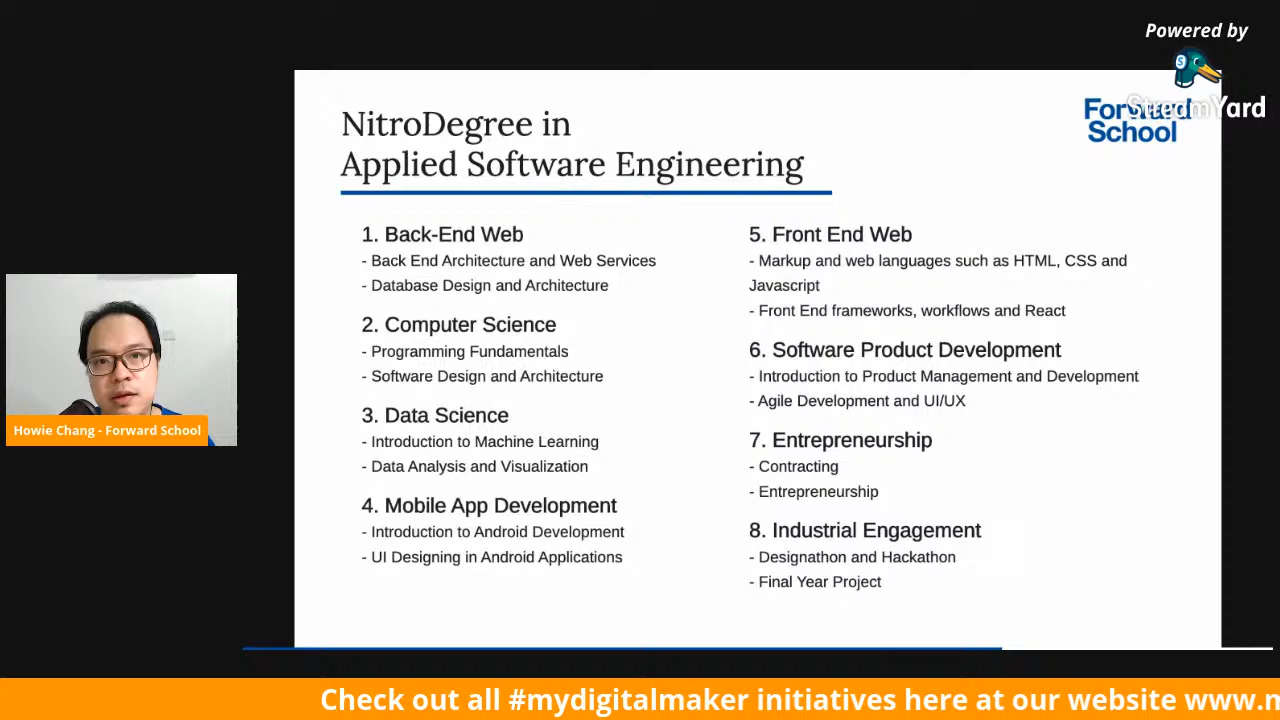 Powered by
StreamYard
Forward
School
NitroDegree in
Applied Software Engineering
1. Back-End Web
- Back End Architecture and Web Services
- Database Design and Architecture
2. Computer Science
- Programming Fundamentals
- Software Design and Architecture
3. Data Science
- Introduction to Machine Learning
- Data Analysis and Visualization
4. Mobile App Development
- Introduction to Android Development
- UI Designing in Android Applications
5. Front End Web
- Markup and web languages such as HTML, CSS and
Javascript
- Front End frameworks, workflows and React
6. Software Product Development
- Introduction to Product Management and Development
- Agile Development and UI/UX
7. Entrepreneurship
- Contracting
- Entrepreneurship
8. Industrial Engagement
- Designathon and Hackathon
- Final Year Project
Howie Chang - Forward School
Check out all #mydigitalmaker initiatives here at our website